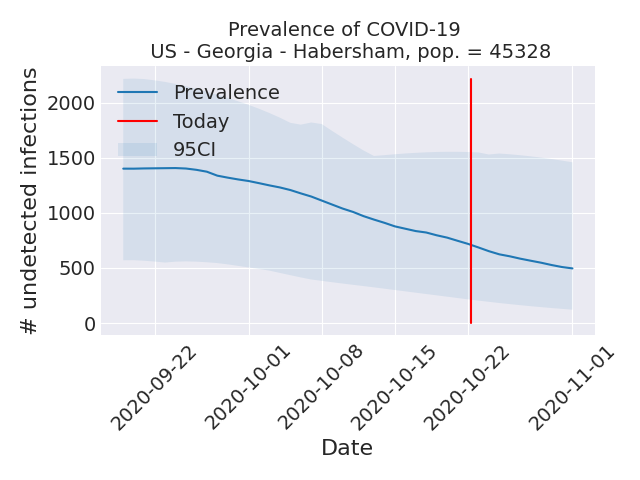 Prevalence of COVID-19
US - Georgia - Habersham, pop. = 45328
Prevalence
Today
95CI
# undetected infections
2000
1500
1000
500
0
2020-09-22
2020-10-01
2020-10-08
2020-10-15
2020-10-22
2020-11-01
Date